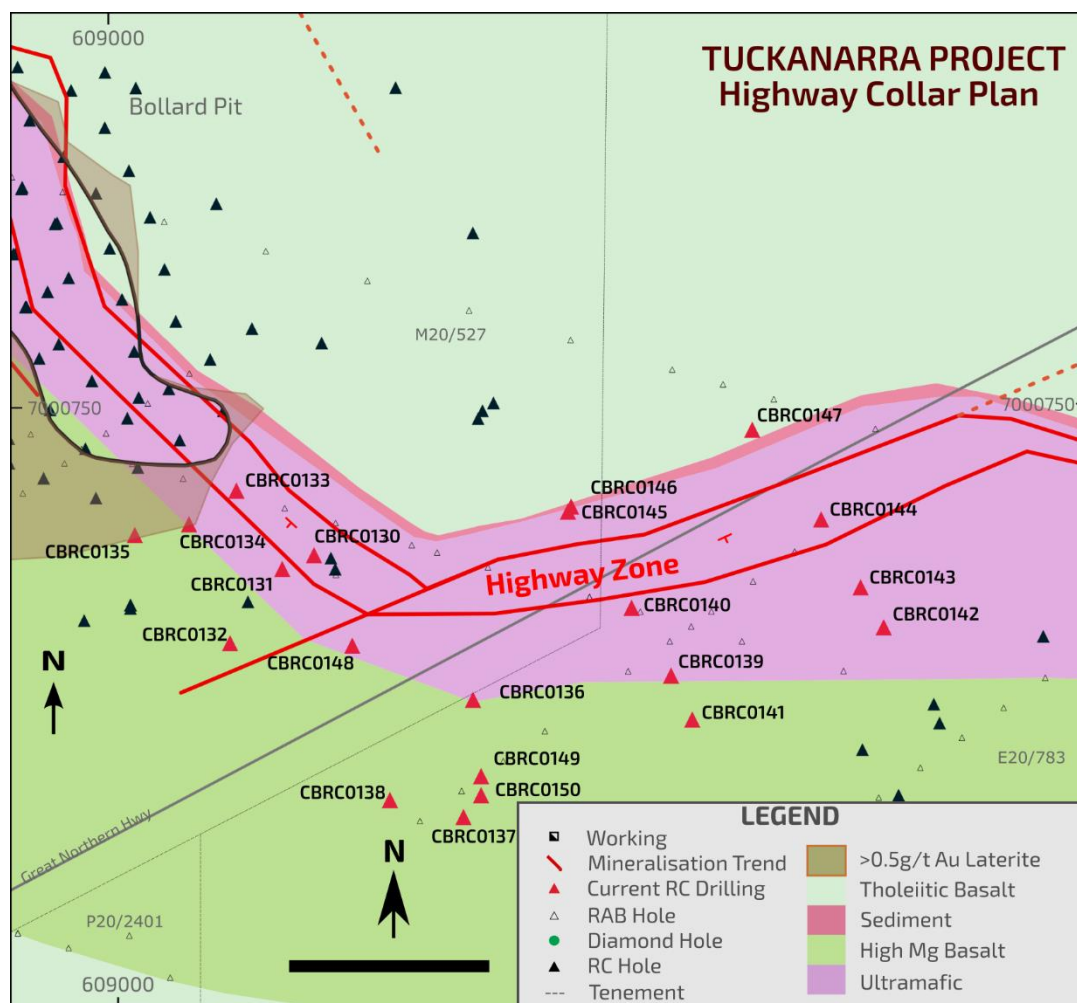 609000
TUCKANARRA PROJECT
Highway Collar Plan
Bollard Pit
M20/527
7000750
7000750
CBRC0147
CBRC0133
CBRC0146
CBRC0145
CBRC0144
CBRC0134
CBRC0130
CBRC0135
CBRC0131
Highway Zone
CBRC0143
CBRC0140
CBRC0142
CBRC0132
CBRC0148
N
CBRC0139
CBRC0136
CBRC0141
E20/783
CBRC0149
CBRC0138
CBRC0150
CBRC0137
Great Northern Hwy
N
P20/2401
609000
LEGEND
Working
Mineralisation Trend
Current RC Drilling
RAB Hole
Diamond Hole
RC Hole
Tenement
>0.5g/t Au Laterite
Tholeiitic Basalt
Sediment
High Mg Basalt
Ultramafic